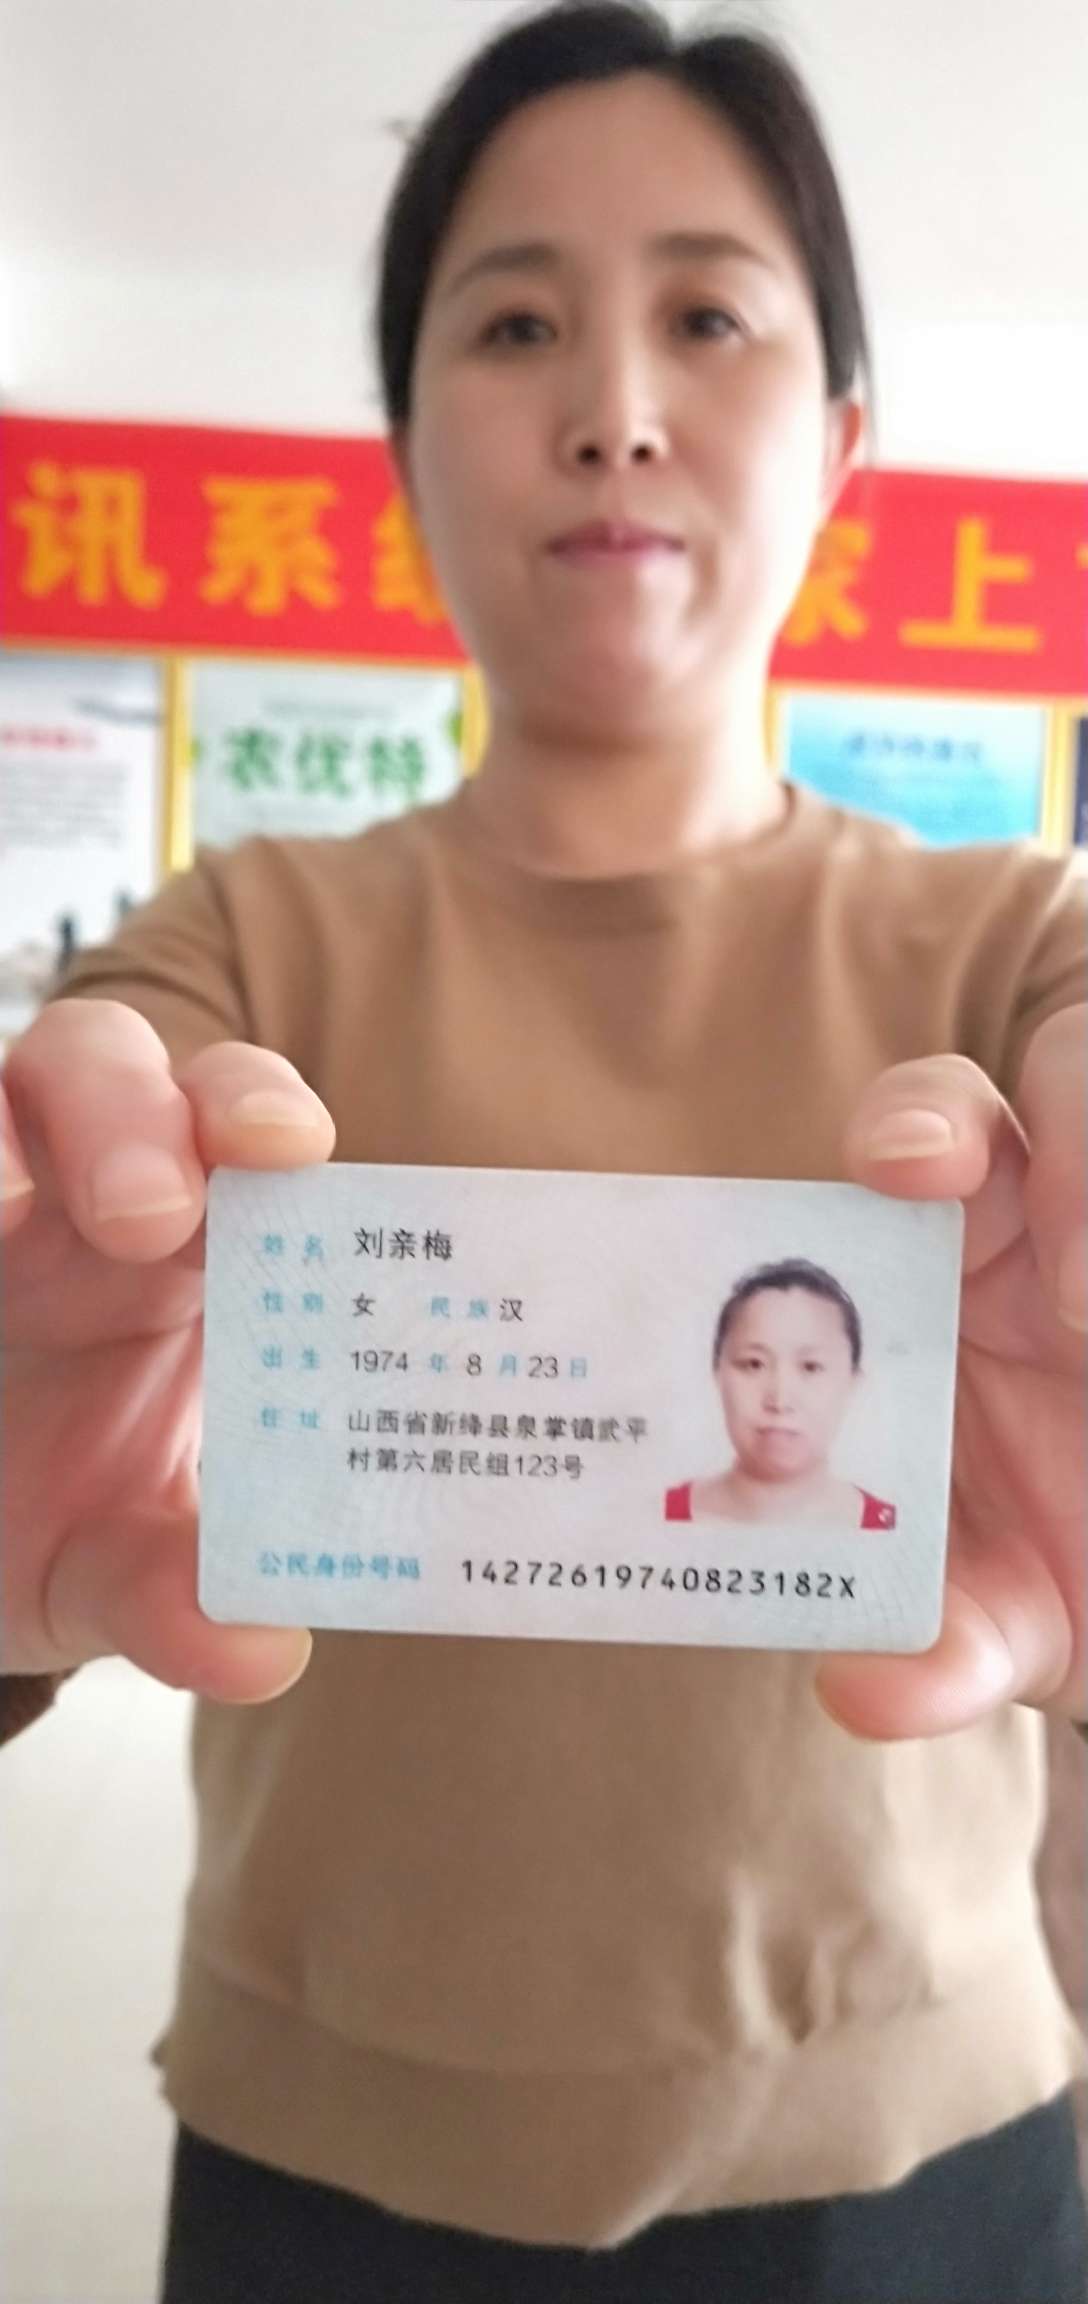 讯系
上
农优特
姓名 刘亲梅
性别 女 民族 汉
出生 1974 年 8 月 23 日
住址 山西省新绛县泉掌镇武平
村第六居民组123号
公民身份号码 14272619740823182X